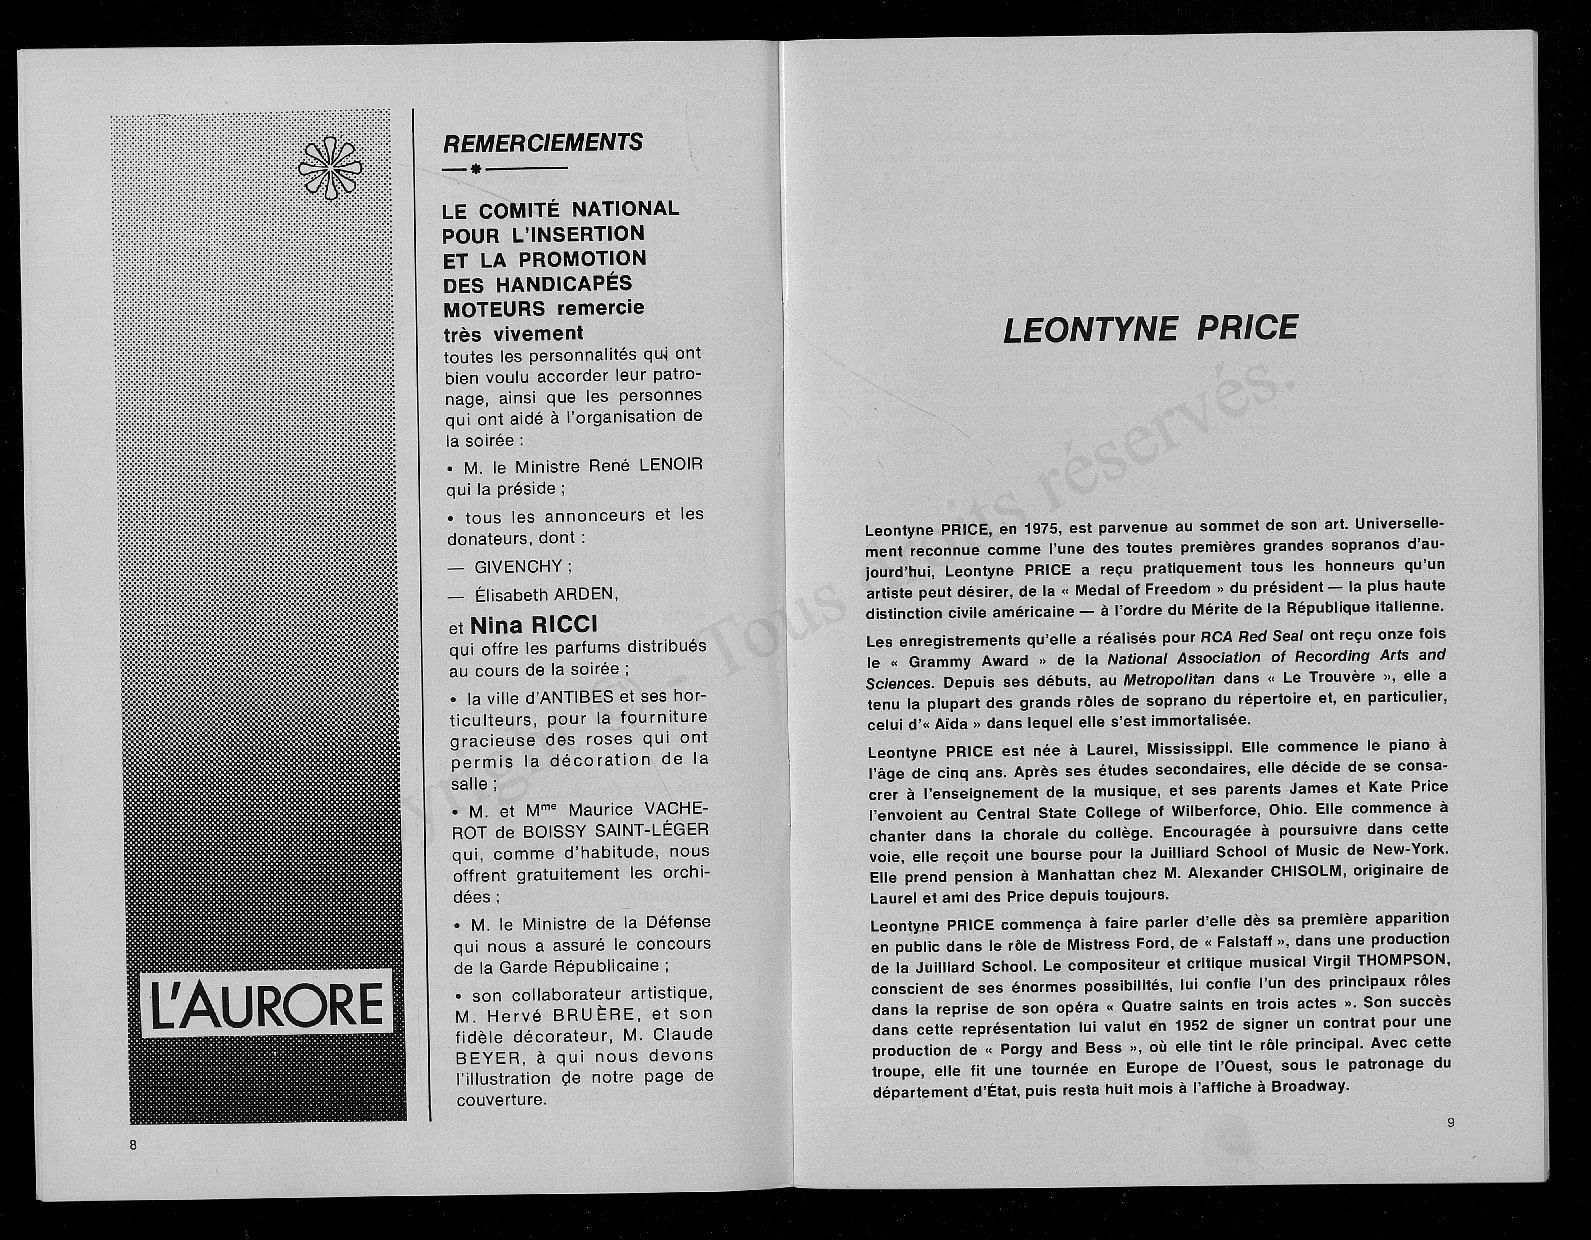 L'AURORE
8
REMERCIEMENTS
LE COMITÉ NATIONAL
POUR L'INSERTION
ET LA PROMOTION
DES HANDICAPÉS
MOTEURS remercie
très vivement
toutes les personnalités qui ont
bien voulu accorder leur patro-
nage, ainsi que les personnes
qui ont aidé à l'organisation de
la soirée :
• M. le Ministre René LENOIR
qui la préside ;
• tous les annonceurs et les
donateurs, dont :
— GIVENCHY ;
— Élisabeth ARDEN,
et Nina RICCI
qui offre les parfums distribués
au cours de la soirée ;
• la ville d'ANTIBES et ses hor-
ticulteurs, pour la fourniture
gracieuse des roses qui ont
permis la décoration de la
salle ;
• M. et Mme Maurice VACHE-
ROT de BOISSY SAINT-LÉGER
qui, comme d'habitude, nous
offrent gratuitement les orchi-
dées ;
• M. le Ministre de la Défense
qui nous a assuré le concours
de la Garde Républicaine ;
• son collaborateur artistique,
M. Hervé BRUÈRE, et son
fidèle décorateur, M. Claude
BEYER, à qui nous devons
l'illustration de notre page de
couverture.
LEONTYNE PRICE
Leontyne PRICE, en 1975, est parvenue au sommet de son art. Universelle-
ment reconnue comme l'une des toutes premières grandes sopranos d'au-
jourd'hui, Leontyne PRICE a reçu pratiquement tous les honneurs qu'un
artiste peut désirer, de la « Medal of Freedom » du président — la plus haute
distinction civile américaine — à l'ordre du Mérite de la République italienne.
Les enregistrements qu'elle a réalisés pour RCA Red Seal ont reçu onze fois
le « Grammy Award » de la National Association of Recording Arts and
Sciences. Depuis ses débuts, au Metropolitan dans « Le Trouvère », elle a
tenu la plupart des grands rôles de soprano du répertoire et, en particulier,
celui d'« Aïda » dans lequel elle s'est immortalisée.
Leontyne PRICE est née à Laurel, Mississippi. Elle commence le piano à
l'âge de cinq ans. Après ses études secondaires, elle décide de se consa-
crer à l'enseignement de la musique, et ses parents James et Kate Price
l'envoient au Central State College of Wilberforce, Ohio. Elle commence à
chanter dans la chorale du collège. Encouragée à poursuivre dans cette
voie, elle reçoit une bourse pour la Juilliard School of Music de New-York.
Elle prend pension à Manhattan chez M. Alexander CHISOLM, originaire de
Laurel et ami des Price depuis toujours.
Leontyne PRICE commença à faire parler d'elle dès sa première apparition
en public dans le rôle de Mistress Ford, de « Falstaff », dans une production
de la Juilliard School. Le compositeur et critique musical Virgil THOMPSON,
conscient de ses énormes possibilités, lui confie l'un des principaux rôles
dans la reprise de son opéra « Quatre saints en trois actes ». Son succès
dans cette représentation lui valut en 1952 de signer un contrat pour une
production de « Porgy and Bess », où elle tint le rôle principal. Avec cette
troupe, elle fit une tournée en Europe de l'Ouest, sous le patronage du
département d'État, puis resta huit mois à l'affiche à Broadway.
9
- Tous droits réservés.